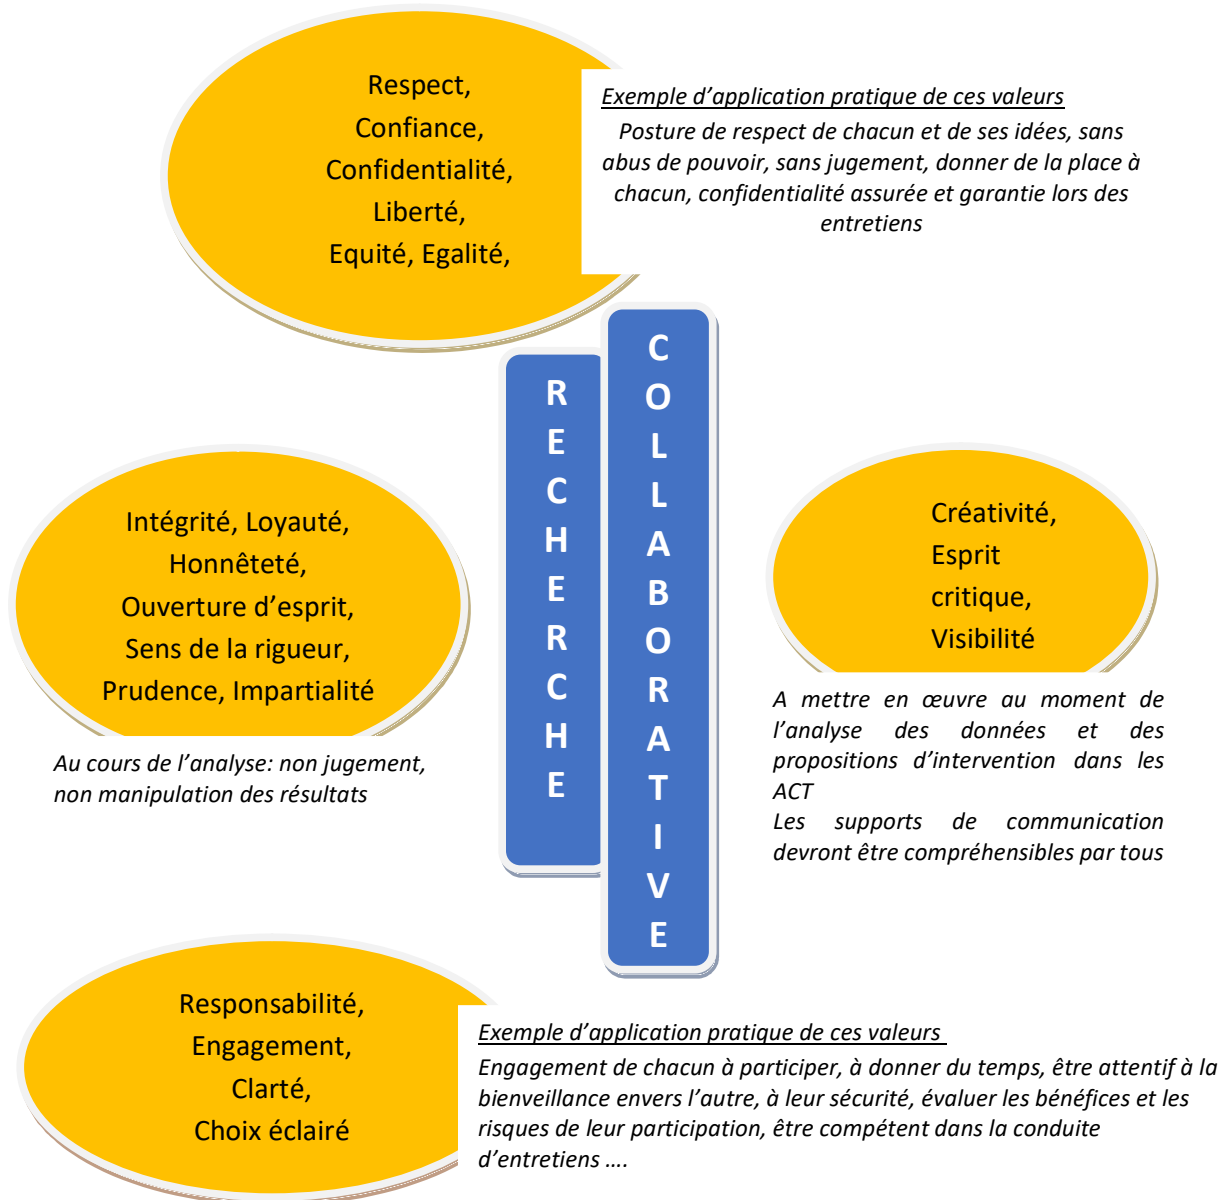 Respect,
Confiance,
Confidentialité,
Liberté,
Equité, Egalité,
Exemple d’application pratique de ces valeurs
Posture de respect de chacun et de ses idées, sans
abus de pouvoir, sans jugement, donner de la place à
chacun, confidentialité assurée et garantie lors des
entretiens
RECHERCHE
COLLABORATIVE
Intégrité, Loyauté,
Honnêteté,
Ouverture d’esprit,
Sens de la rigueur,
Prudence, Impartialité
Au cours de l’analyse: non jugement,
non manipulation des résultats
Créativité,
Esprit
critique,
Visibilité
A mettre en œuvre au moment de
l’analyse des données et des
propositions d’intervention dans les
ACT
Les supports de communication
devront être compréhensibles par tous
Responsabilité,
Engagement,
Clarté,
Choix éclairé
Exemple d’application pratique de ces valeurs
Engagement de chacun à participer, à donner du temps, être attentif à la
bienveillance envers l’autre, à leur sécurité, évaluer les bénéfices et les
risques de leur participation, être compétent dans la conduite
d’entretiens ….